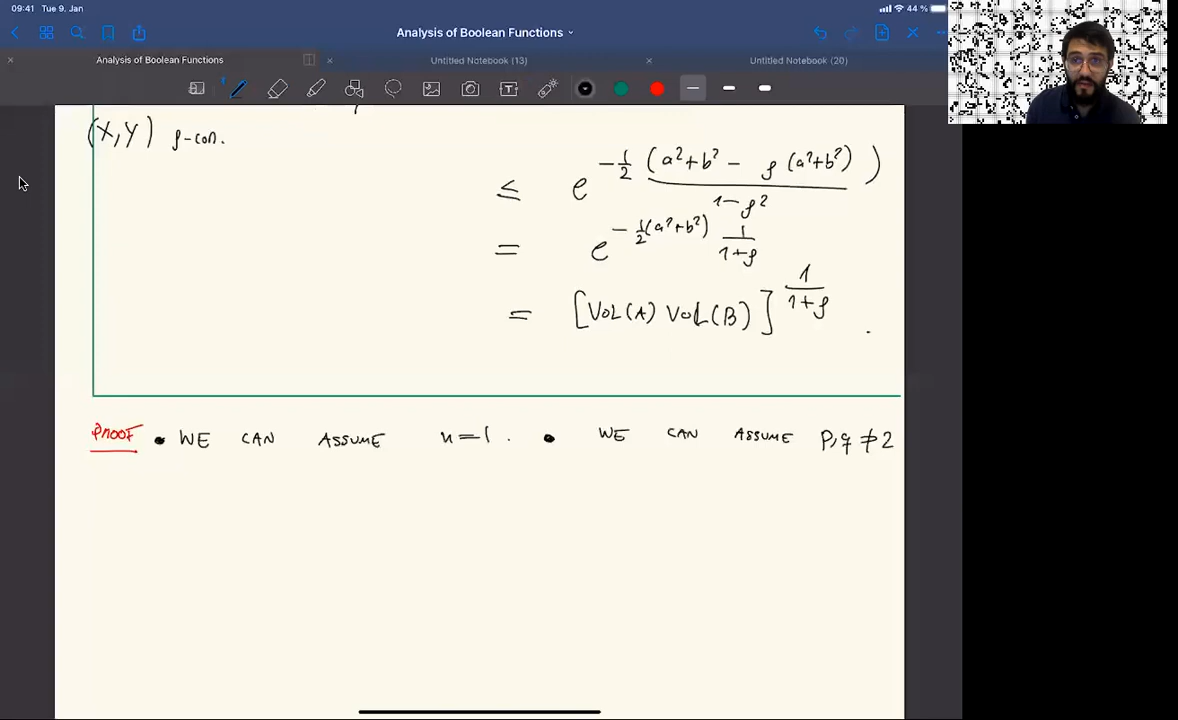 09:41 Tue 9. Jan
44 %
Analysis of Boolean Functions
Analysis of Boolean Functions
Untitled Notebook (13)
Untitled Notebook (20)
(X,Y) ρ-con.
≤ e^{-1/2 (a²+b² - ρ(a²+b²))/(1-ρ²)}
= e^{-1/2(a²+b²) 1/(1+ρ)}
= [VOL(A) VOL(B)]^{1/(1+ρ)} .
PROOF • WE CAN ASSUME n=1. • WE CAN ASSUME p,q ≠ 2